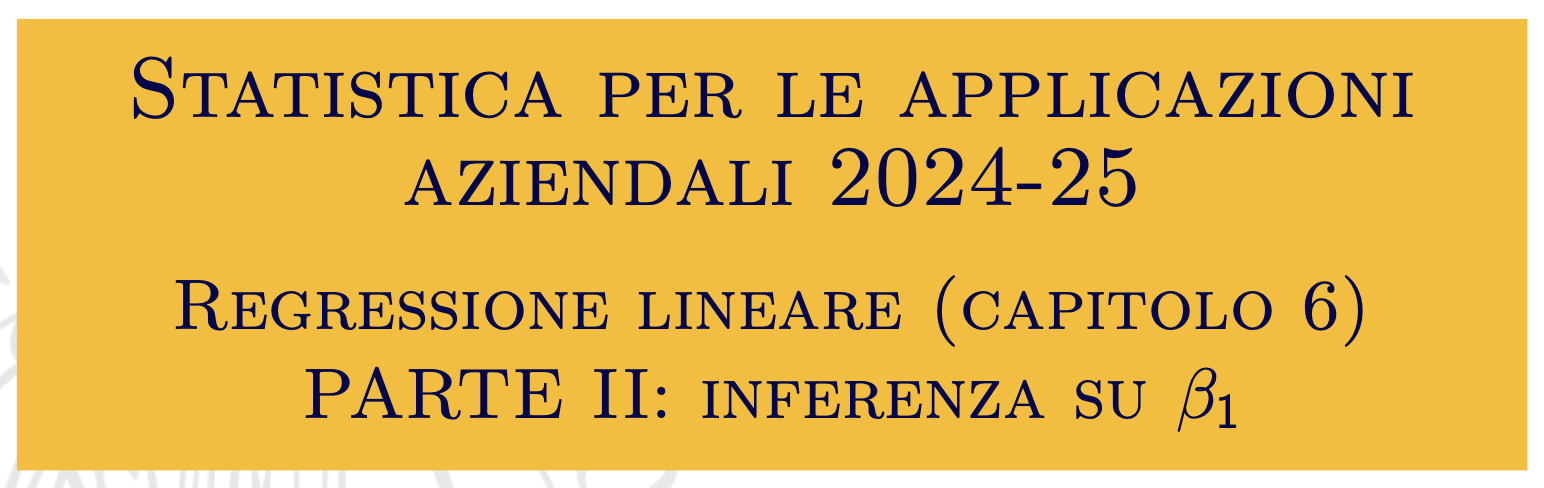 Statistica per le applicazioni
aziendali 2024-25
Regressione lineare (capitolo 6)
PARTE II: inferenza su β₁